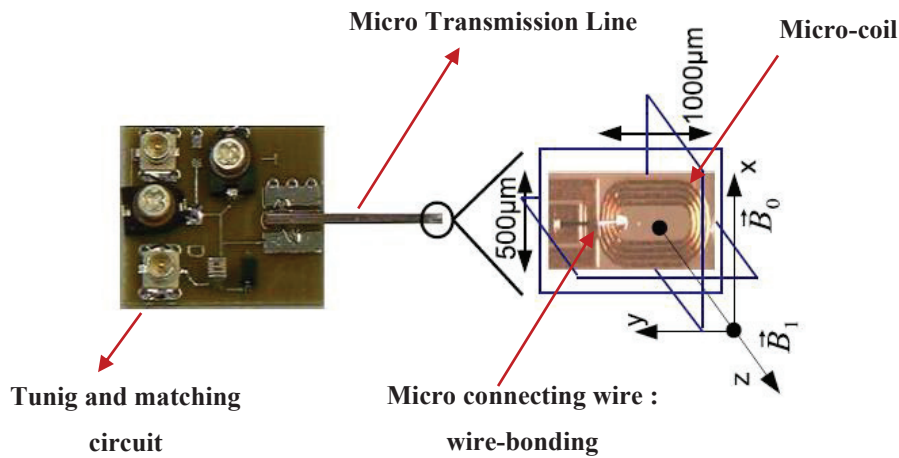 Micro Transmission Line
Micro-coil
1000µm
500µm
x
B₀
y
B₁
z
Tunig and matching
circuit
Micro connecting wire :
wire-bonding